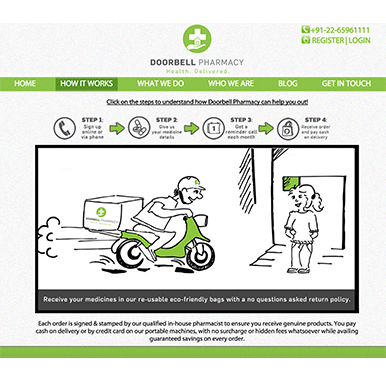 +91-22-65961111
REGISTER | LOGIN
DOORBELL PHARMACY
Health. Delivered.
HOME HOW IT WORKS WHAT WE DO WHO WE ARE BLOG GET IN TOUCH
Click on the steps to understand how Doorbell Pharmacy can help you out!
STEP 1:
Sign up
online or
via phone
STEP 2:
Give us
your medicine
details
STEP 3:
Get a
reminder call
each month
STEP 4:
Receive order
and pay cash
on delivery
DOORBELL PHARMACY
Receive your medicines in our re-usable eco-friendly bags with a no questions asked return policy.
Each order is signed & stamped by our qualified in-house pharmacist to ensure you receive genuine products. You pay
cash on delivery or by credit card on our portable machines, with no surcharge or hidden fees whatsoever while availing
guaranteed savings on every order.